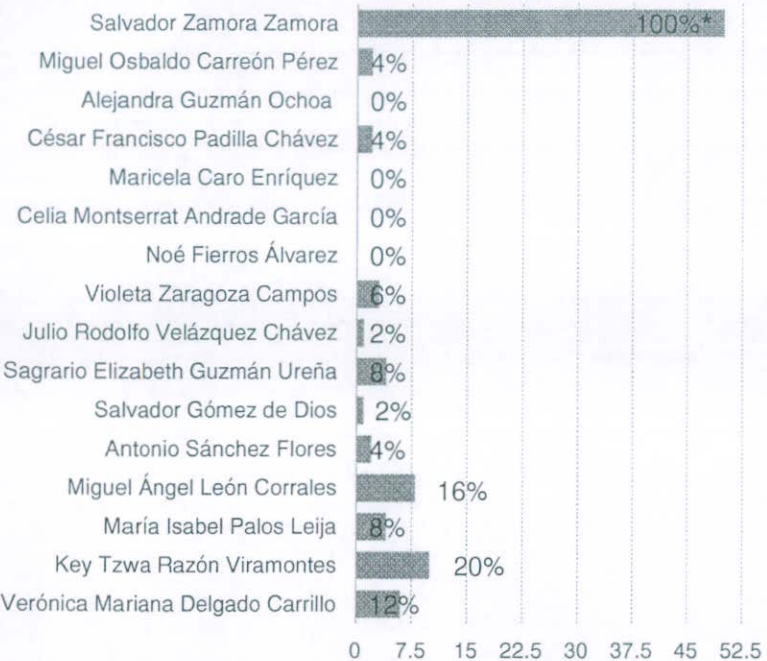 Salvador Zamora Zamora 100%*
Miguel Osbaldo Carreón Pérez 4%
Alejandra Guzmán Ochoa 0%
César Francisco Padilla Chávez 4%
Maricela Caro Enríquez 0%
Celia Montserrat Andrade García 0%
Noé Fierros Álvarez 0%
Violeta Zaragoza Campos 6%
Julio Rodolfo Velázquez Chávez 2%
Sagrario Elizabeth Guzmán Ureña 8%
Salvador Gómez de Dios 2%
Antonio Sánchez Flores 4%
Miguel Ángel León Corrales 16%
María Isabel Palos Leija 8%
Key Tzwa Razón Viramontes 20%
Verónica Mariana Delgado Carrillo 12%
0 7.5 15 22.5 30 37.5 45 52.5